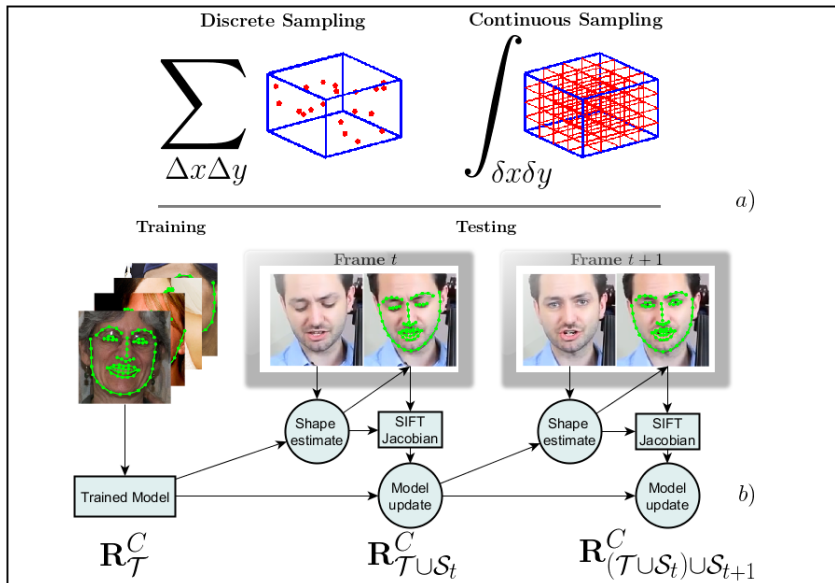 Discrete Sampling Continuous Sampling
∑ ΔxΔy ∫ δxδy
a)
Training Testing
Frame t Frame t + 1
Shape estimate SIFT Jacobian Shape estimate SIFT Jacobian
Trained Model Model update Model update b)
R^C_𝒯 R^C_{𝒯∪𝒮_t} R^C_{(𝒯∪𝒮_t)∪𝒮_{t+1}}